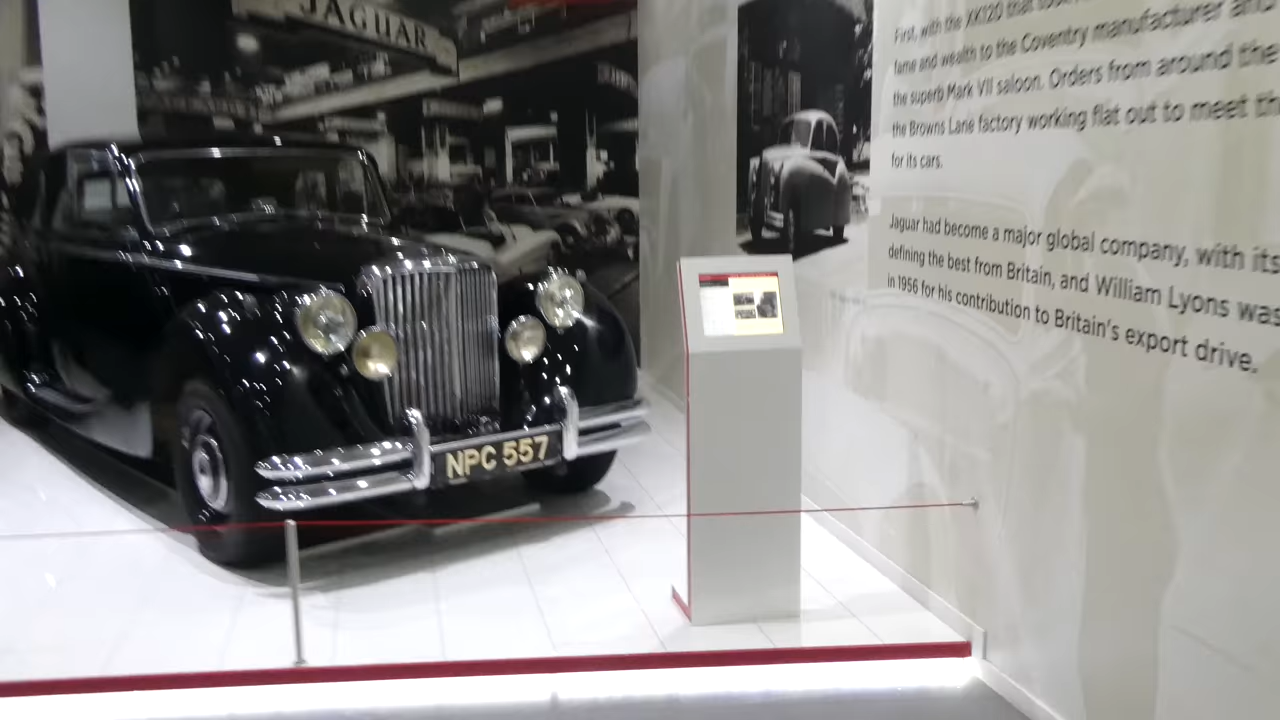 JAGUAR
First, with the XK120 that
fame and wealth to the Coventry manufacturer and
the superb Mark VII saloon. Orders from around the
the Browns Lane factory working flat out to meet th
for its cars.
Jaguar had become a major global company, with its
defining the best from Britain, and William Lyons was
in 1956 for his contribution to Britain's export drive.
NPC 557